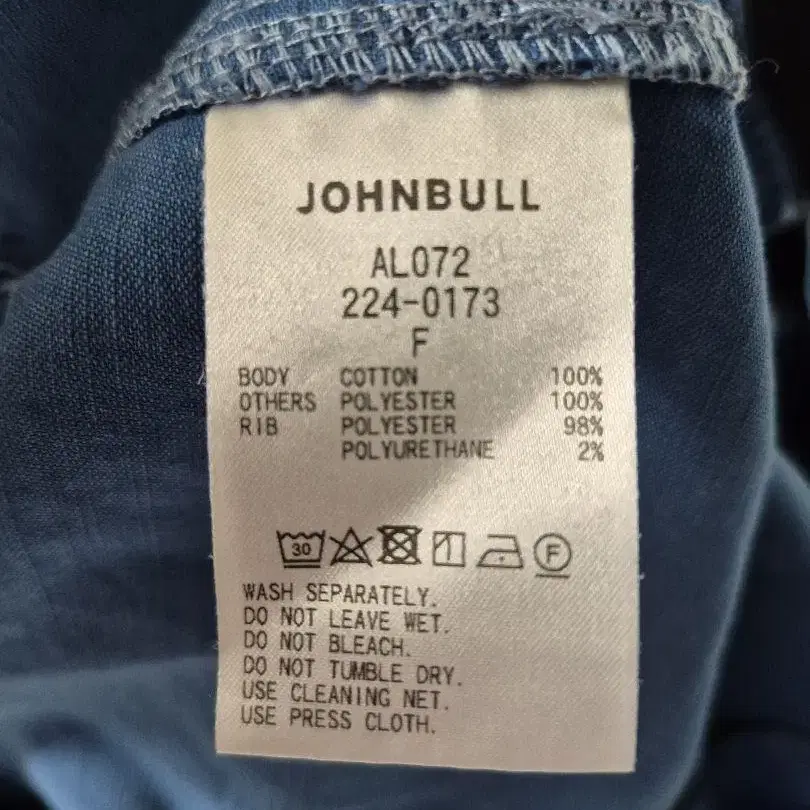 JOHNBULL
AL072
224-0173
F
BODY COTTON 100%
OTHERS POLYESTER 100%
RIB POLYESTER 98%
POLYURETHANE 2%
30 F
WASH SEPARATELY.
DO NOT LEAVE WET.
DO NOT BLEACH.
DO NOT TUMBLE DRY.
USE CLEANING NET.
USE PRESS CLOTH.